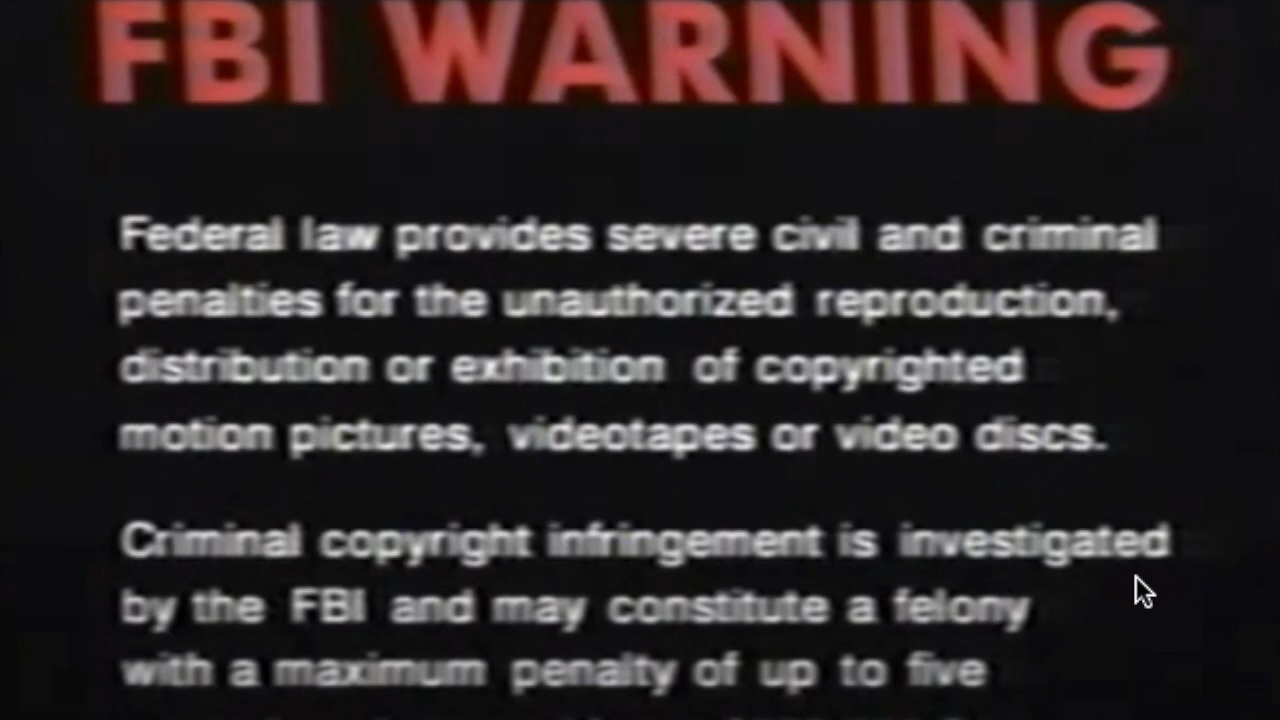 FBI WARNING
Federal law provides severe civil and criminal
penalties for the unauthorized reproduction,
distribution or exhibition of copyrighted
motion pictures, videotapes or video discs.
Criminal copyright infringement is investigated
by the FBI and may constitute a felony
with a maximum penalty of up to five